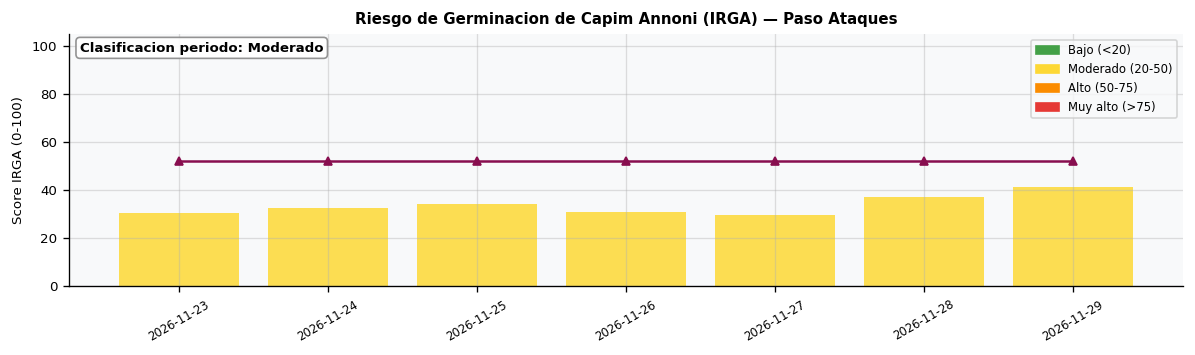 Riesgo de Germinacion de Capim Annoni (IRGA) — Paso Ataques
Clasificacion periodo: Moderado
Bajo (<20)
Moderado (20-50)
Alto (50-75)
Muy alto (>75)
Score IRGA (0-100)
100
80
60
40
20
0
2026-11-23
2026-11-24
2026-11-25
2026-11-26
2026-11-27
2026-11-28
2026-11-29